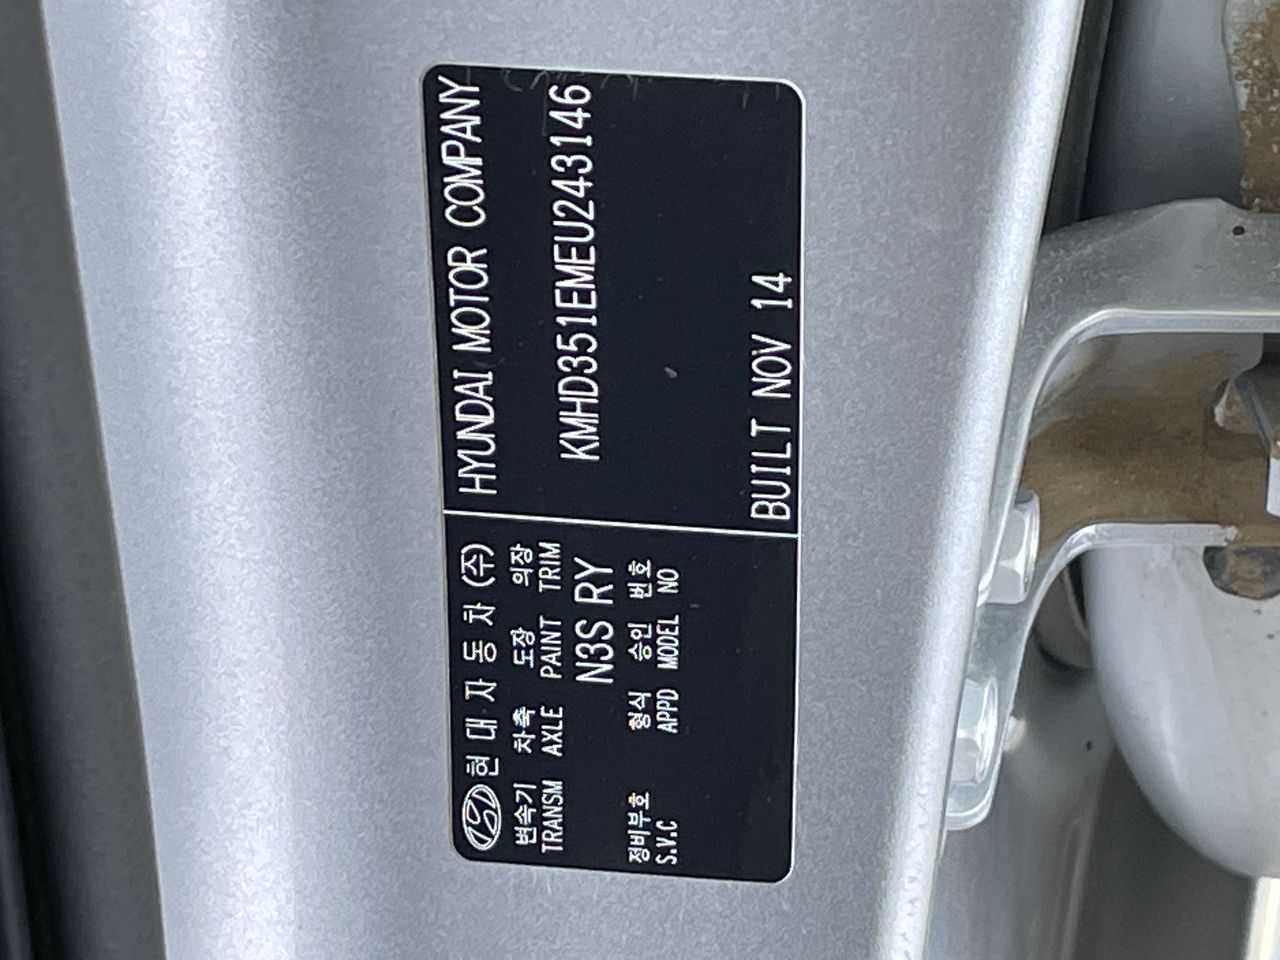 현대자동차(주)
변속기 차축 도장 의장
TRANSM AXLE PAINT TRIM
N3S RY
정비부호 형식 승인 번호
S.V.C APPD MODEL NO
HYUNDAI MOTOR COMPANY
KMHD351EMEU243146
BUILT NOV 14